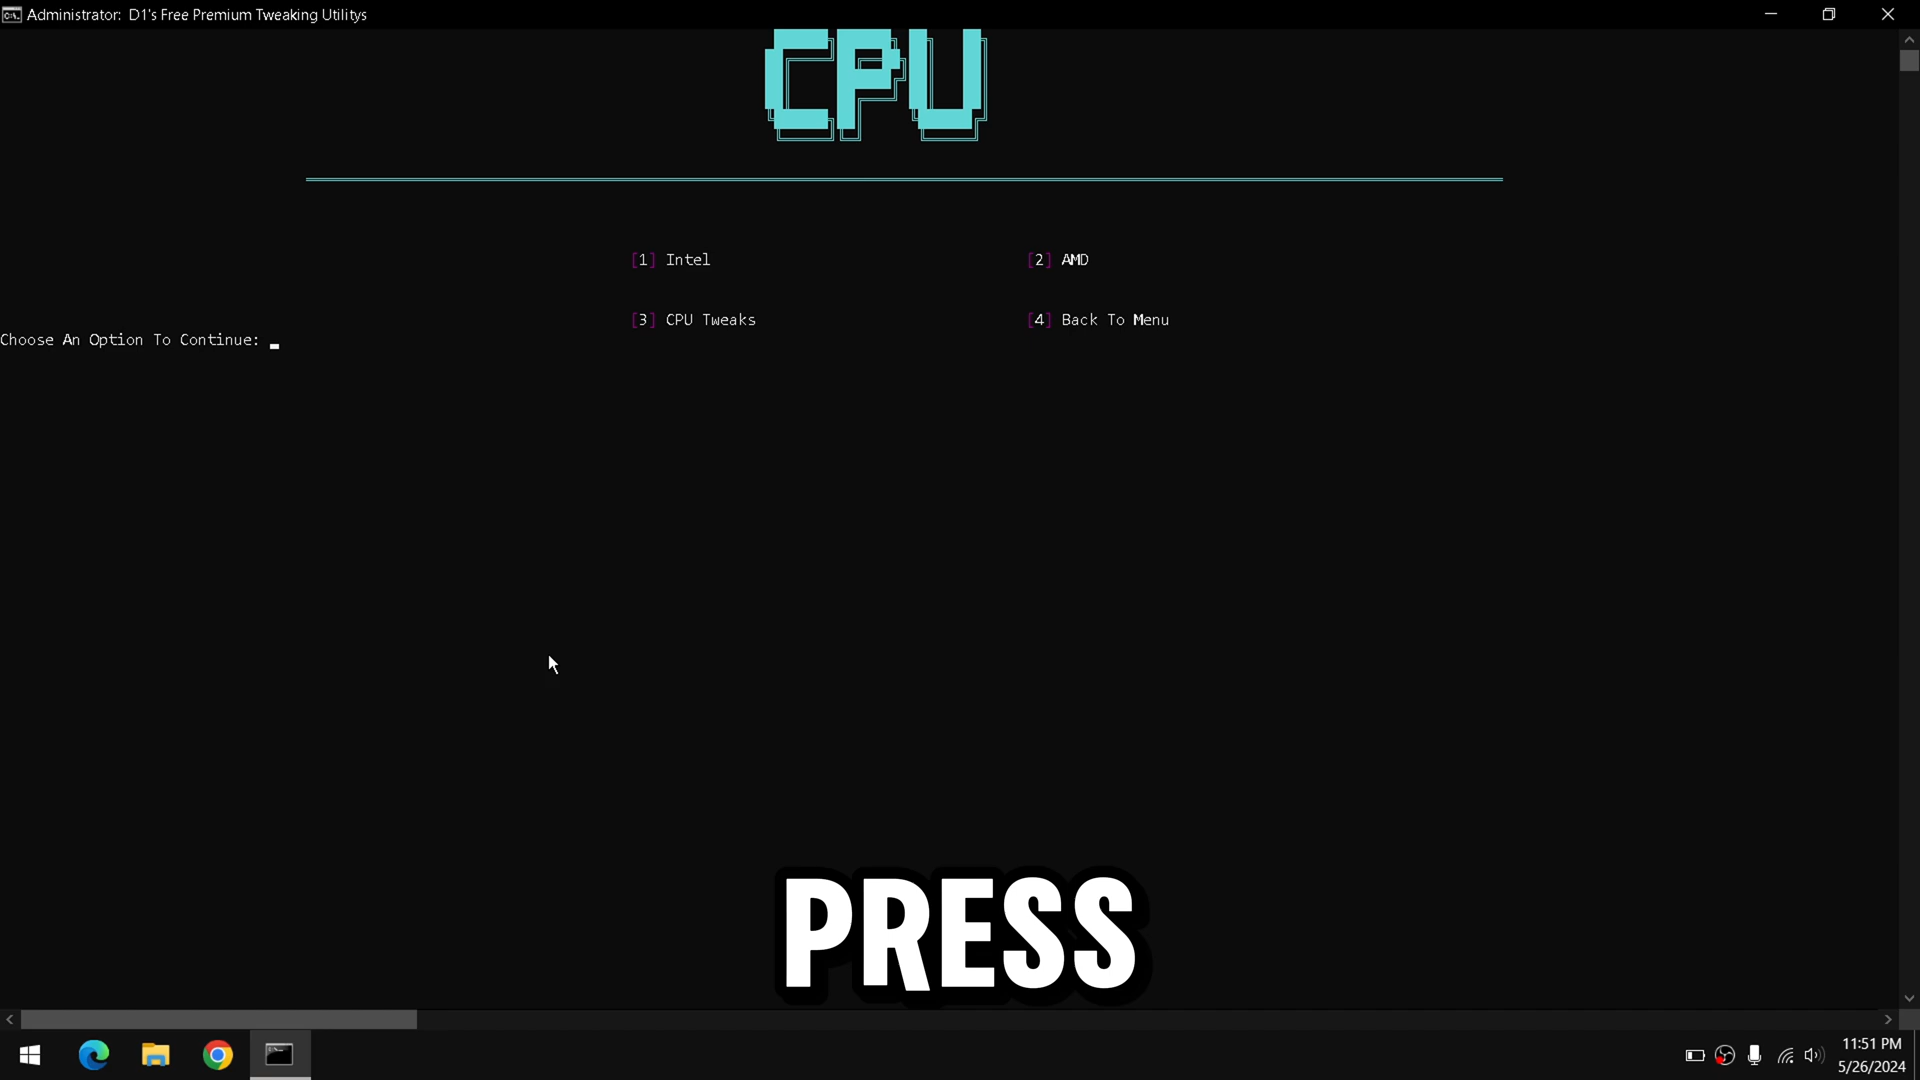 Administrator:  D1's Free Premium Tweaking Utilitys
CPU
[1] Intel
[2] AMD
[3] CPU Tweaks
[4] Back To Menu
Choose An Option To Continue: _
PRESS
11:51 PM
5/26/2024